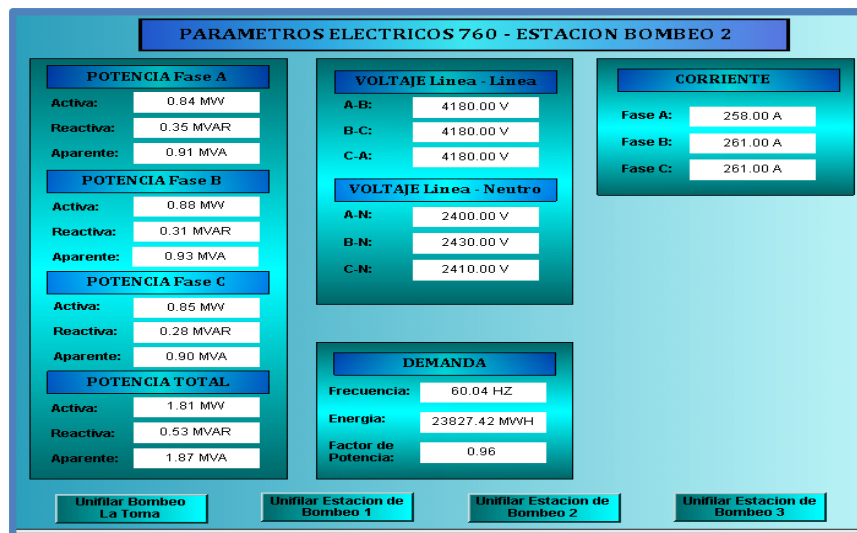 PARAMETROS ELECTRICOS 760 - ESTACION BOMBEO 2
POTENCIA Fase A
Activa: 0.84 MW
Reactiva: 0.35 MVAR
Aparente: 0.91 MVA
POTENCIA Fase B
Activa: 0.88 MW
Reactiva: 0.31 MVAR
Aparente: 0.93 MVA
POTENCIA Fase C
Activa: 0.85 MW
Reactiva: 0.28 MVAR
Aparente: 0.90 MVA
POTENCIA TOTAL
Activa: 1.81 MW
Reactiva: 0.53 MVAR
Aparente: 1.87 MVA
VOLTAJE Linea - Linea
A-B: 4180.00 V
B-C: 4180.00 V
C-A: 4180.00 V
VOLTAJE Linea - Neutro
A-N: 2400.00 V
B-N: 2430.00 V
C-N: 2410.00 V
DEMANDA
Frecuencia: 60.04 HZ
Energia: 23827.42 MWH
Factor de
Potencia: 0.96
CORRIENTE
Fase A: 258.00 A
Fase B: 261.00 A
Fase C: 261.00 A
Unifilar Bombeo
La Toma
Unifilar Estacion de
Bombeo 1
Unifilar Estacion de
Bombeo 2
Unifilar Estacion de
Bombeo 3